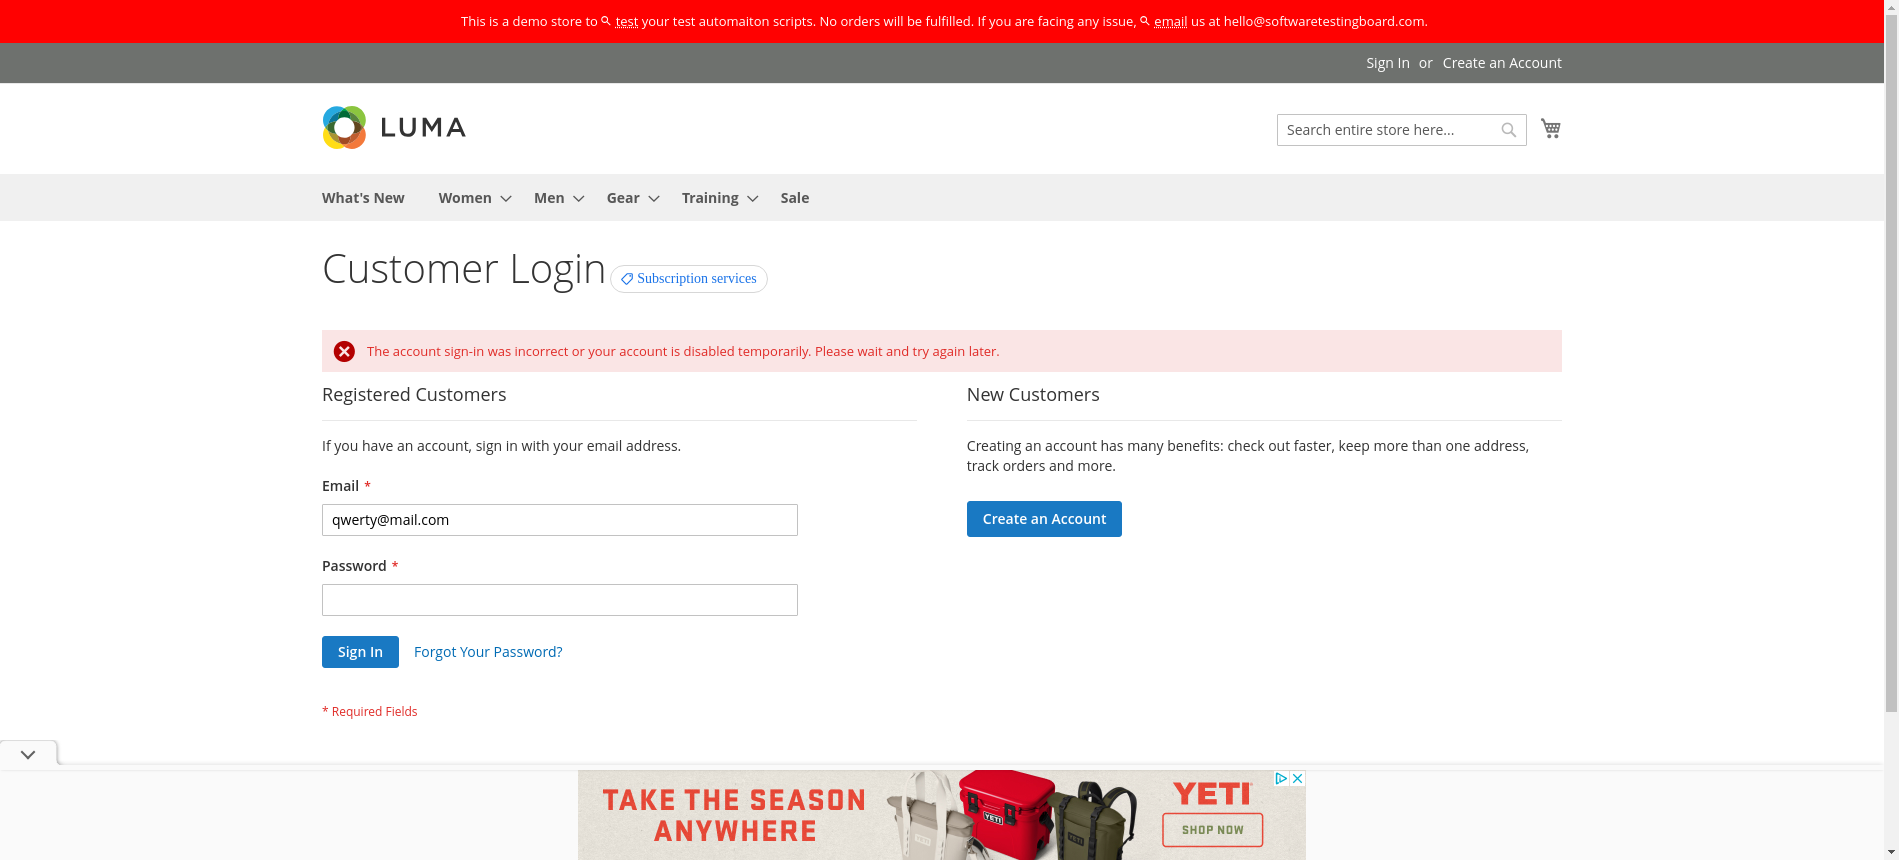 This is a demo store to test your test automaiton scripts. No orders will be fulfilled. If you are facing any issue, email us at hello@softwaretestingboard.com.
Sign In or Create an Account
LUMA
Search entire store here...
What's New Women Men Gear Training Sale
Customer Login Subscription services
The account sign-in was incorrect or your account is disabled temporarily. Please wait and try again later.
Registered Customers
If you have an account, sign in with your email address.
Email *
qwerty@mail.com
Password *
Sign In Forgot Your Password?
* Required Fields
New Customers
Creating an account has many benefits: check out faster, keep more than one address,
track orders and more.
Create an Account
TAKE THE SEASON
ANYWHERE
YETI
YETI
SHOP NOW